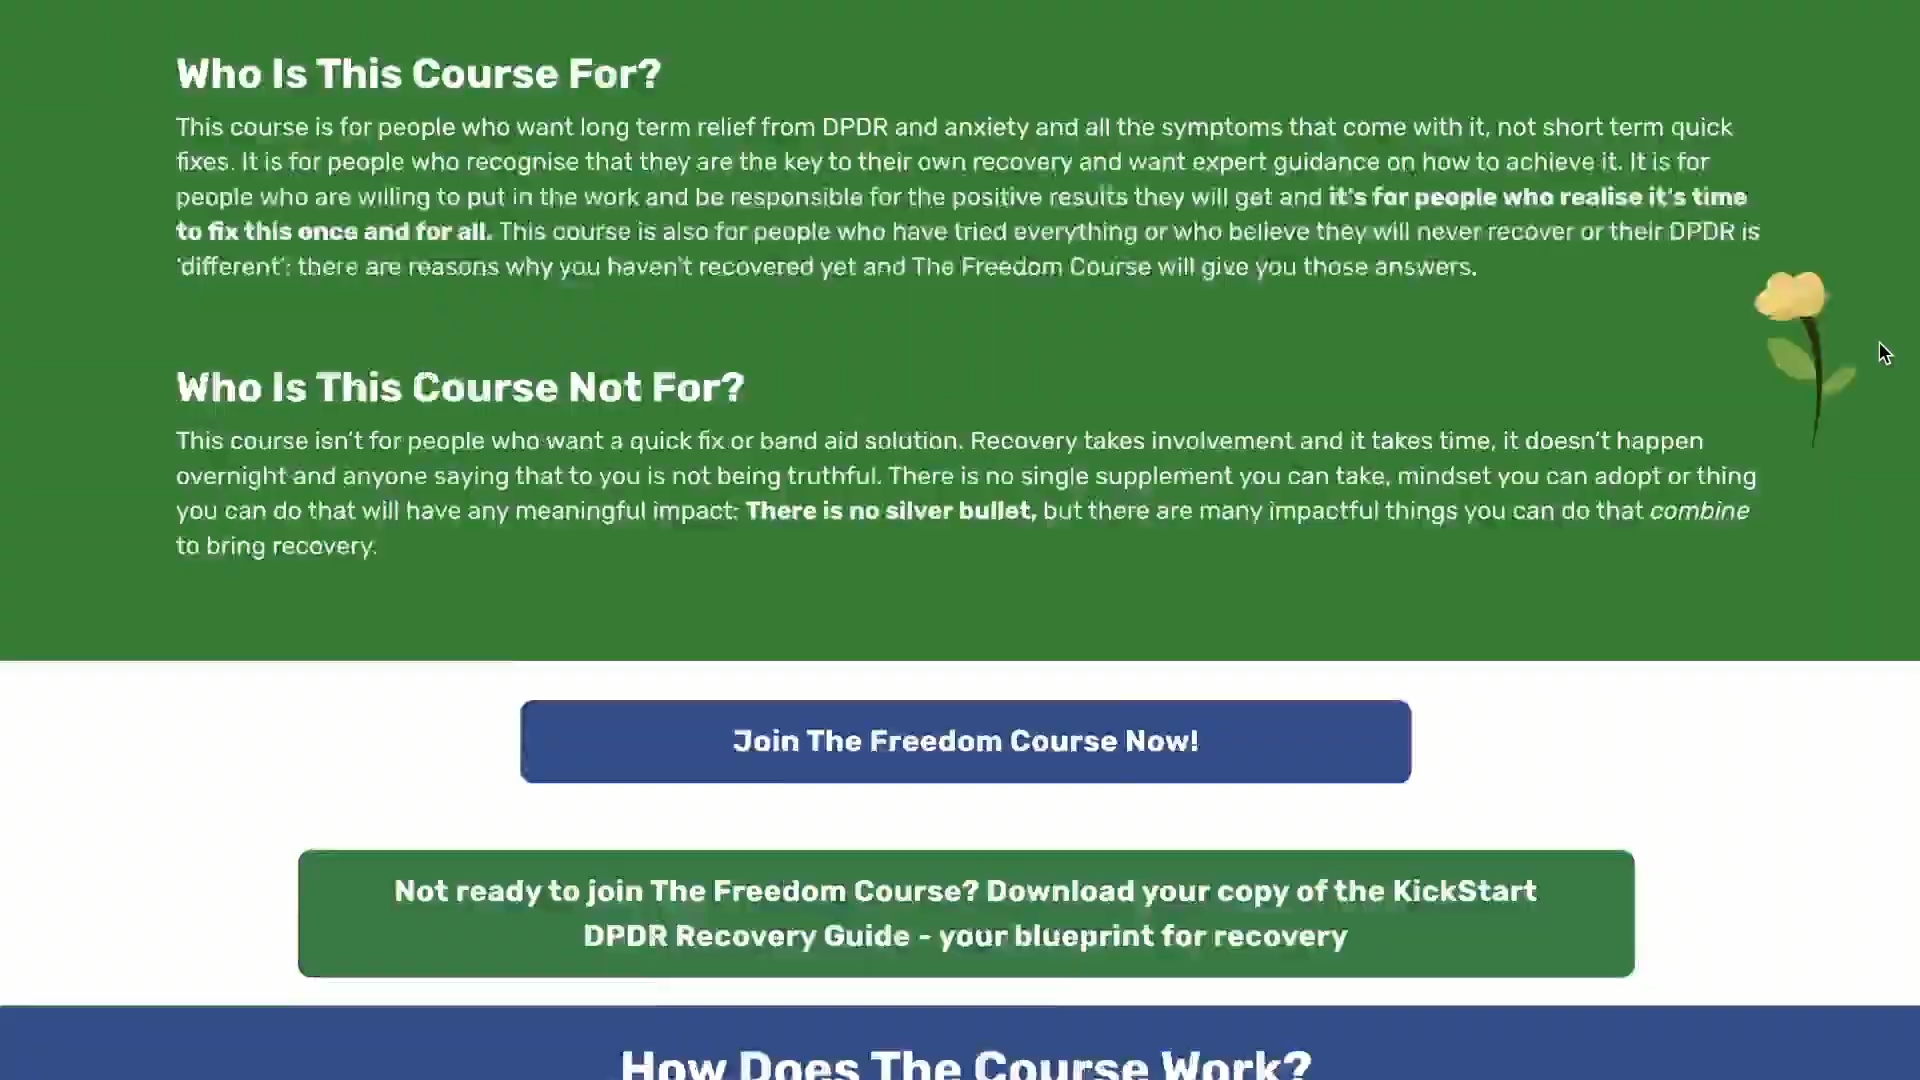 Who Is This Course For?
This course is for people who want long term relief from DPDR and anxiety and all the symptoms that come with it, not short term quick
fixes. It is for people who recognise that they are the key to their own recovery and want expert guidance on how to achieve it. It is for
people who are willing to put in the work and be responsible for the positive results they will get and it's for people who realise it's time
to fix this once and for all. This course is also for people who have tried everything or who believe they will never recover or their DPDR is
'different': there are reasons why you haven't recovered yet and The Freedom Course will give you those answers.
Who Is This Course Not For?
This course isn't for people who want a quick fix or band aid solution. Recovery takes involvement and it takes time, it doesn't happen
overnight and anyone saying that to you is not being truthful. There is no single supplement you can take, mindset you can adopt or thing
you can do that will have any meaningful impact: There is no silver bullet, but there are many impactful things you can do that combine
to bring recovery.
Join The Freedom Course Now!
Not ready to join The Freedom Course? Download your copy of the KickStart
DPDR Recovery Guide - your blueprint for recovery
How Does The Course Work?